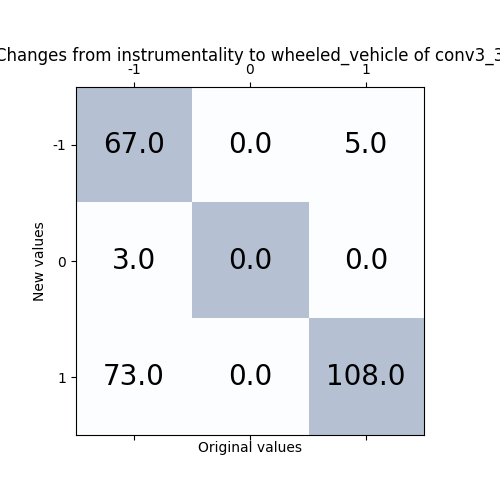 Changes from instrumentality to wheeled_vehicle of conv3_3
-1 0 1
-1 67.0 0.0 5.0
0 3.0 0.0 0.0
1 73.0 0.0 108.0
New values
Original values